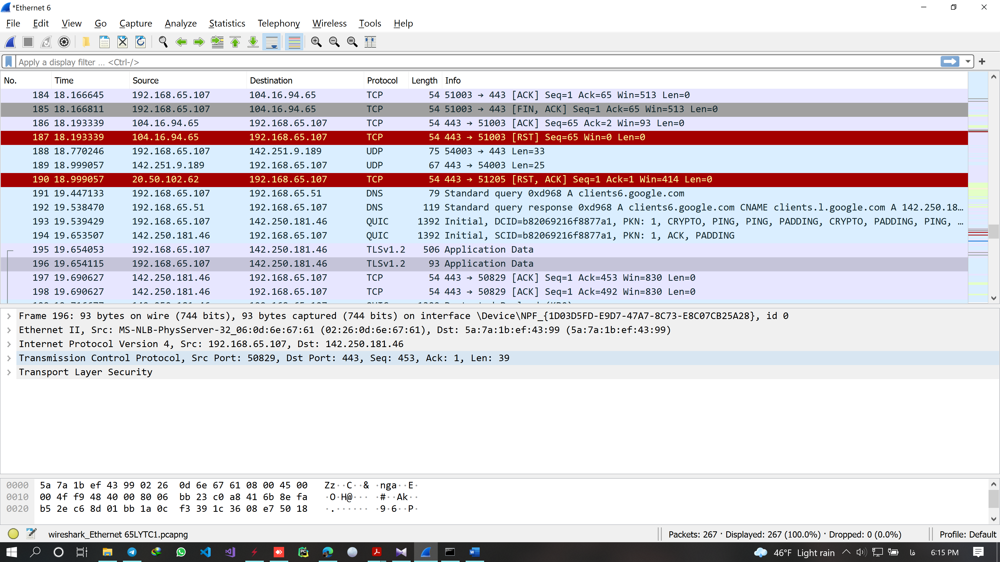 *Ethernet 6
File Edit View Go Capture Analyze Statistics Telephony Wireless Tools Help
Apply a display filter … <Ctrl-/>
No. Time Source Destination Protocol Length Info
184 18.166645 192.168.65.107 104.16.94.65 TCP 54 51003 → 443 [ACK] Seq=1 Ack=65 Win=513 Len=0
185 18.166811 192.168.65.107 104.16.94.65 TCP 54 51003 → 443 [FIN, ACK] Seq=1 Ack=65 Win=513 Len=0
186 18.193339 104.16.94.65 192.168.65.107 TCP 54 443 → 51003 [ACK] Seq=65 Ack=2 Win=93 Len=0
187 18.193339 104.16.94.65 192.168.65.107 TCP 54 443 → 51003 [RST] Seq=65 Win=0 Len=0
188 18.770246 192.168.65.107 142.251.9.189 UDP 75 54003 → 443 Len=33
189 18.999057 142.251.9.189 192.168.65.107 UDP 67 443 → 54003 Len=25
190 18.999057 20.50.102.62 192.168.65.107 TCP 54 443 → 51205 [RST, ACK] Seq=1 Ack=1 Win=414 Len=0
191 19.447133 192.168.65.107 192.168.65.51 DNS 79 Standard query 0xd968 A clients6.google.com
192 19.538470 192.168.65.51 192.168.65.107 DNS 119 Standard query response 0xd968 A clients6.google.com CNAME clients.l.google.com A 142.250.18…
193 19.539429 192.168.65.107 142.250.181.46 QUIC 1392 Initial, DCID=b82069216f8877a1, PKN: 1, CRYPTO, PING, PING, PADDING, CRYPTO, PADDING, PING, …
194 19.653507 142.250.181.46 192.168.65.107 QUIC 1392 Initial, SCID=b82069216f8877a1, PKN: 1, ACK, PADDING
195 19.654053 192.168.65.107 142.250.181.46 TLSv1.2 506 Application Data
196 19.654115 192.168.65.107 142.250.181.46 TLSv1.2 93 Application Data
197 19.690627 142.250.181.46 192.168.65.107 TCP 54 443 → 50829 [ACK] Seq=1 Ack=453 Win=830 Len=0
198 19.690627 142.250.181.46 192.168.65.107 TCP 54 443 → 50829 [ACK] Seq=1 Ack=492 Win=830 Len=0
Frame 196: 93 bytes on wire (744 bits), 93 bytes captured (744 bits) on interface \Device\NPF_{1D03D5FD-E9D7-47A7-8C73-E8C07CB25A28}, id 0
Ethernet II, Src: MS-NLB-PhysServer-32_06:0d:6e:67:61 (02:26:0d:6e:67:61), Dst: 5a:7a:1b:ef:43:99 (5a:7a:1b:ef:43:99)
Internet Protocol Version 4, Src: 192.168.65.107, Dst: 142.250.181.46
Transmission Control Protocol, Src Port: 50829, Dst Port: 443, Seq: 453, Ack: 1, Len: 39
Transport Layer Security
0000 5a 7a 1b ef 43 99 02 26 0d 6e 67 61 08 00 45 00 Zz··C··& ·nga··E·
0010 00 4f f9 48 40 00 80 06 bb 23 c0 a8 41 6b 8e fa ·O·H@··· ·#··Ak··
0020 b5 2e c6 8d 01 bb 1a 0c f3 39 1c 36 08 e7 50 18 ·.······ ·9·6··P·
wireshark_Ethernet 65LYTC1.pcapng Packets: 267 · Displayed: 267 (100.0%) · Dropped: 0 (0.0%) Profile: Default
46°F Light rain فا 6:15 PM